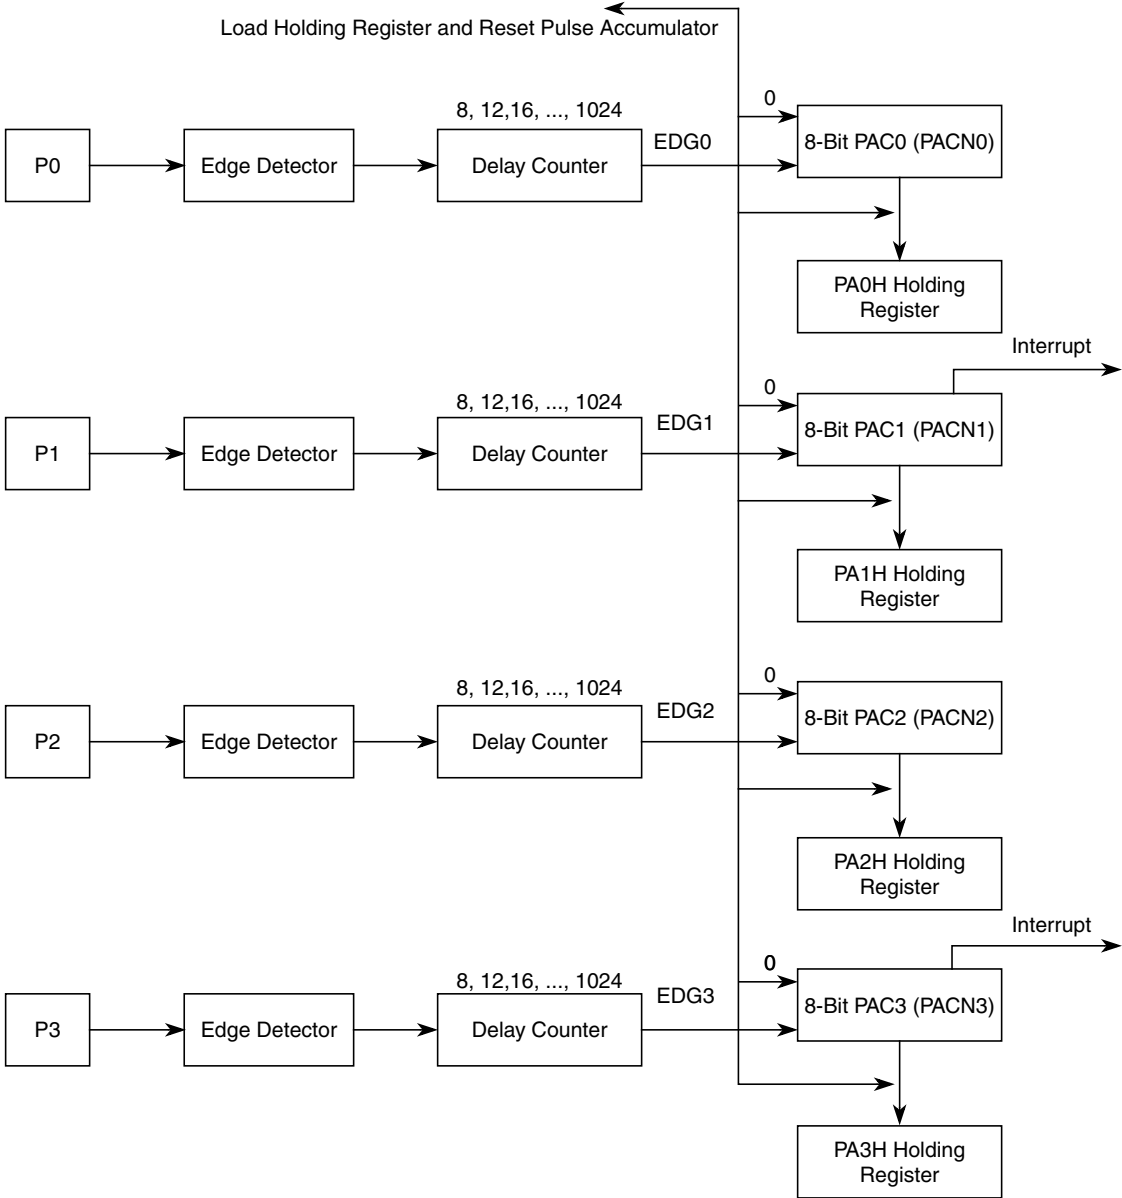 Load Holding Register and Reset Pulse Accumulator
0
8, 12,16, ..., 1024
EDG0
P0
Edge Detector
Delay Counter
8-Bit PAC0 (PACN0)
PA0H Holding
Register
Interrupt
0
8, 12,16, ..., 1024
EDG1
P1
Edge Detector
Delay Counter
8-Bit PAC1 (PACN1)
PA1H Holding
Register
0
8, 12,16, ..., 1024
EDG2
P2
Edge Detector
Delay Counter
8-Bit PAC2 (PACN2)
PA2H Holding
Register
Interrupt
0
8, 12,16, ..., 1024
EDG3
P3
Edge Detector
Delay Counter
8-Bit PAC3 (PACN3)
PA3H Holding
Register